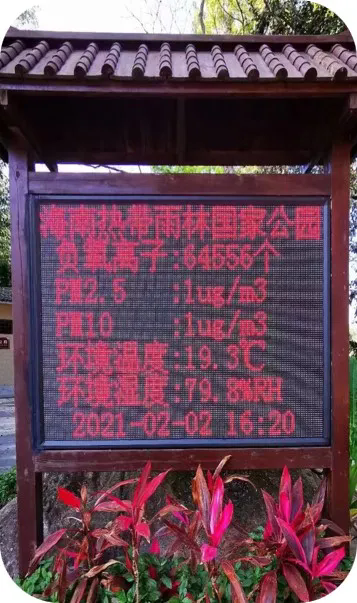 海南热带雨林国家公园
负氧离子:64556个
PM2.5 :1ug/m3
PM10 :1ug/m3
环境温度:19.3℃
环境湿度:79.8%RH
2021-02-02 16:20